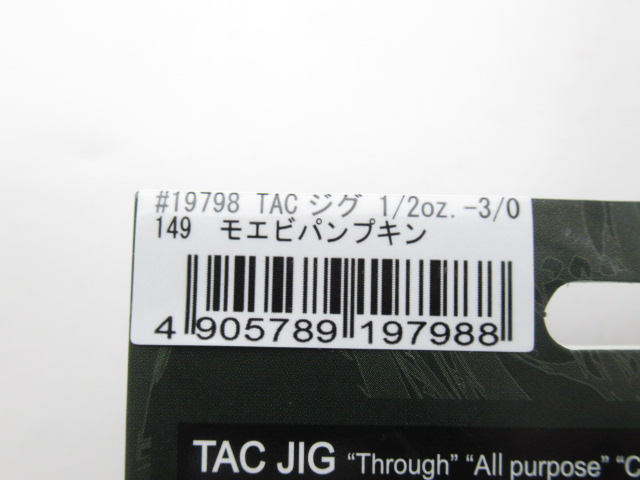 #19798 TAC ジグ 1/2oz.-3/0
149 モエビパンプキン
4 905789 197988
TAC JIG “Through” “All purpose”